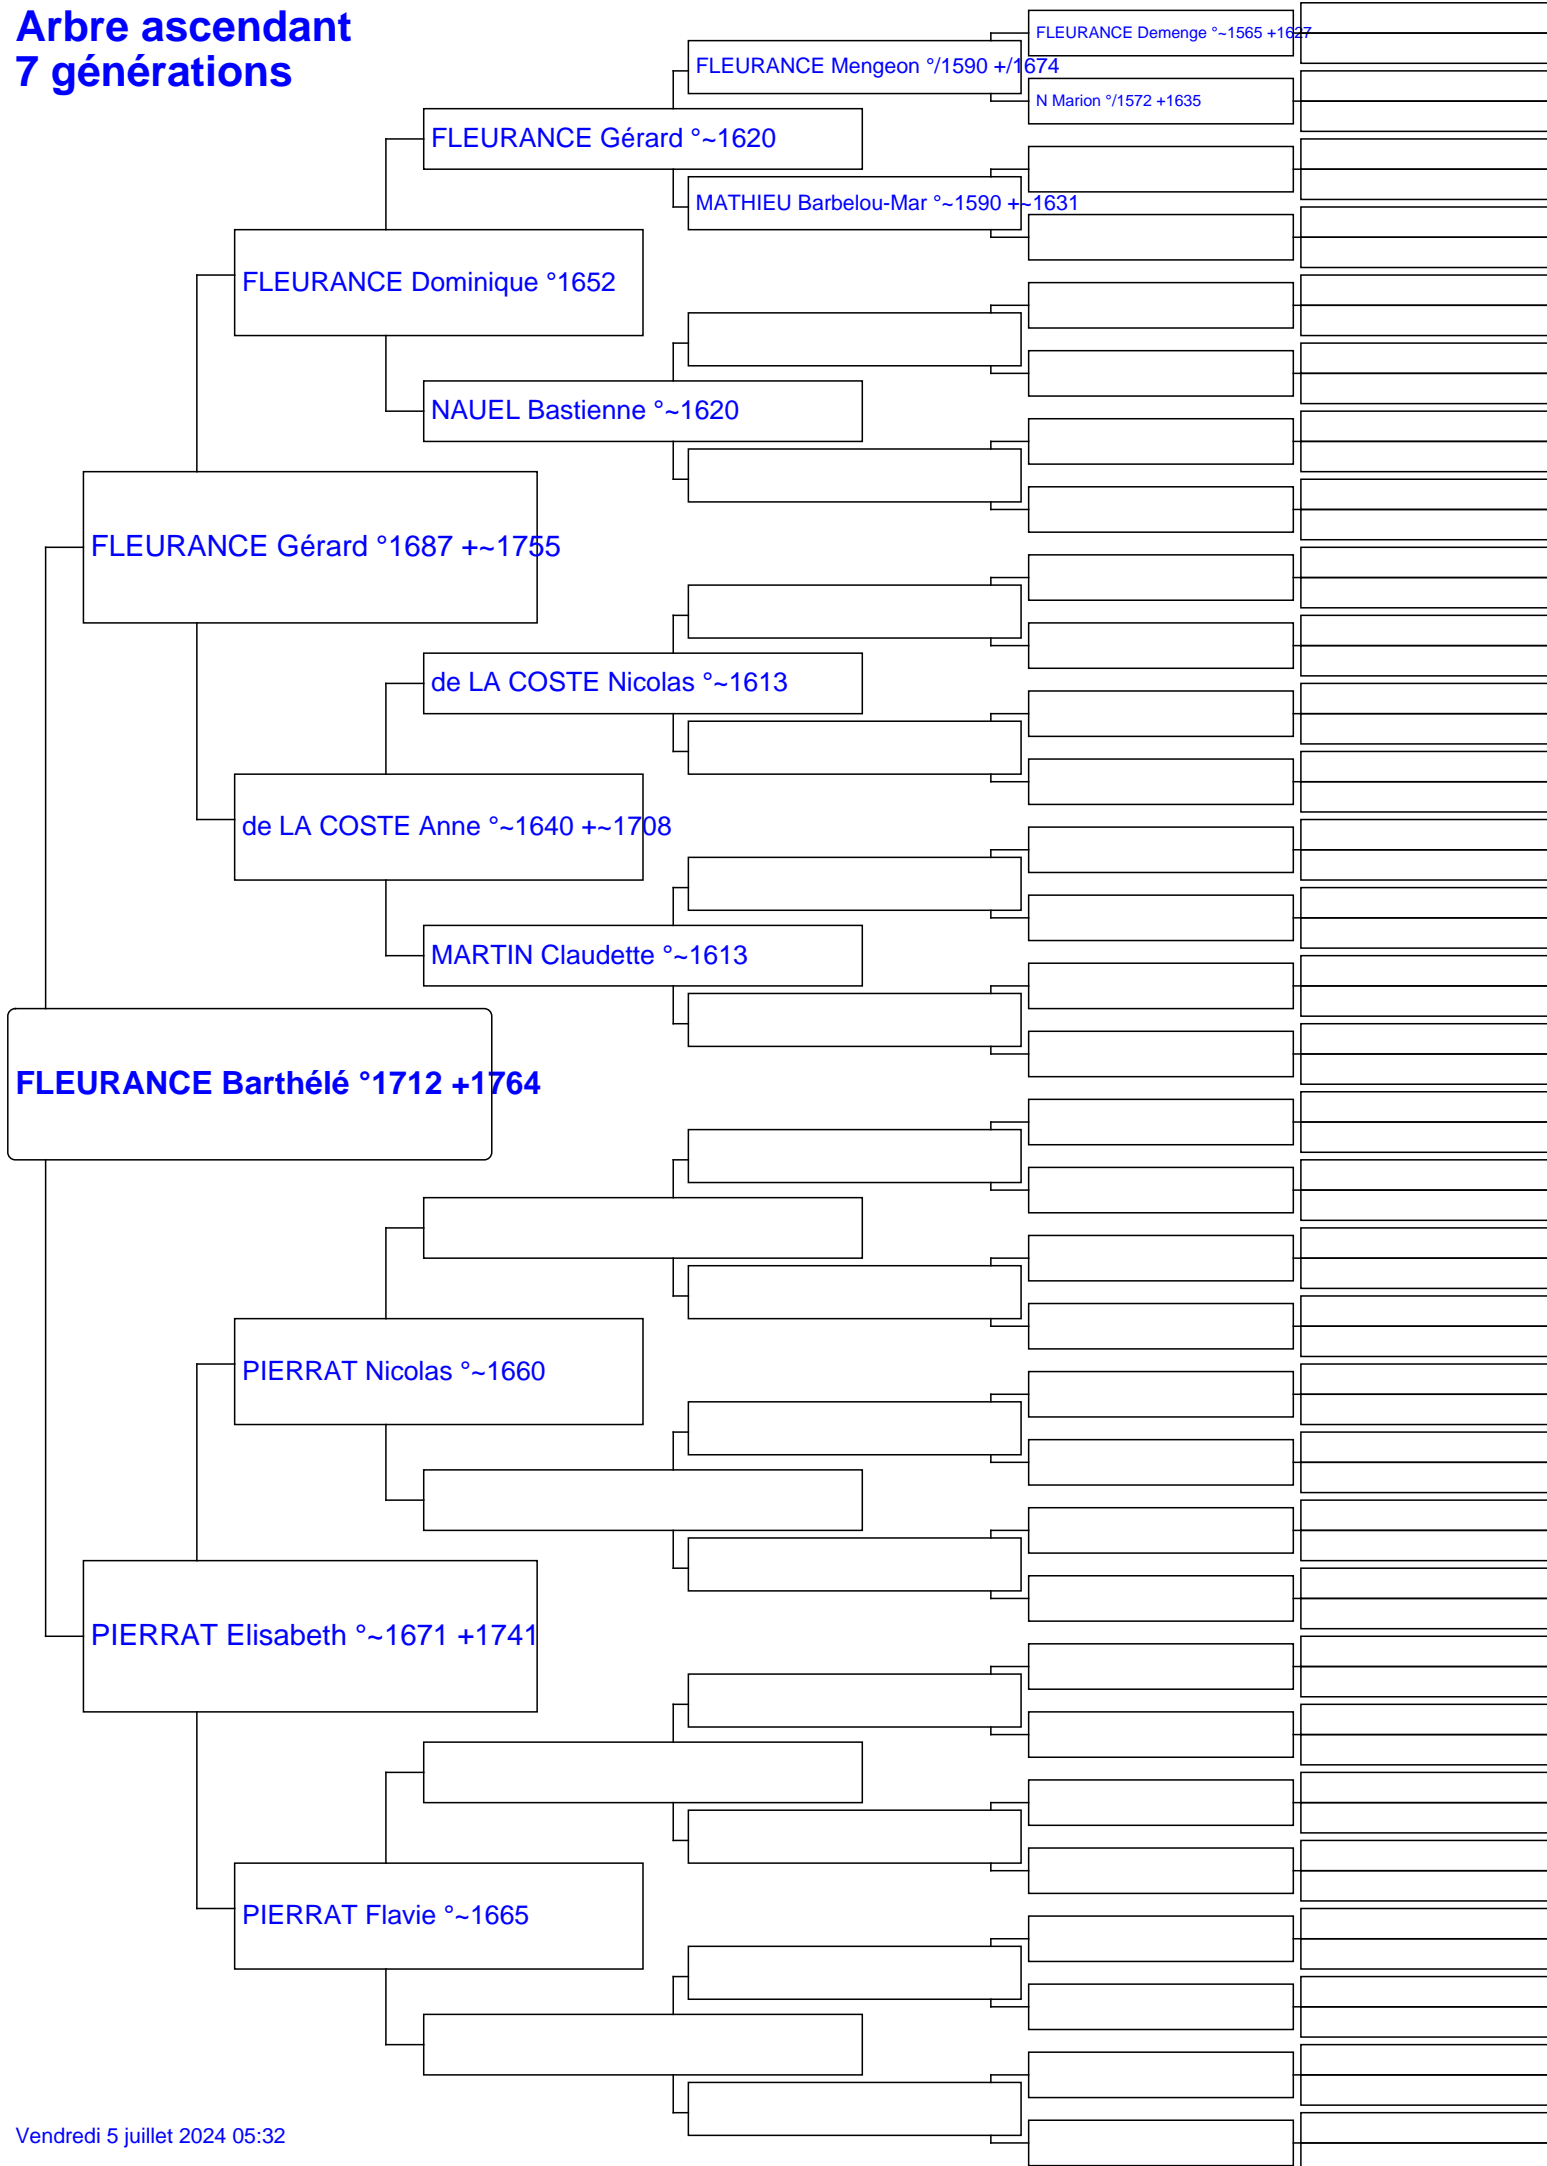 Arbre ascendant
7 générations
FLEURANCE Demenge °~1565 +1627
FLEURANCE Mengeon °/1590 +/1674
N Marion °/1572 +1635
FLEURANCE Gérard °~1620
MATHIEU Barbelou-Mar °~1590 +~1631
FLEURANCE Dominique °1652
NAUEL Bastienne °~1620
FLEURANCE Gérard °1687 +~1755
de LA COSTE Nicolas °~1613
de LA COSTE Anne °~1640 +~1708
MARTIN Claudette °~1613
FLEURANCE Barthélé °1712 +1764
PIERRAT Nicolas °~1660
PIERRAT Elisabeth °~1671 +1741
PIERRAT Flavie °~1665
Vendredi 5 juillet 2024 05:32